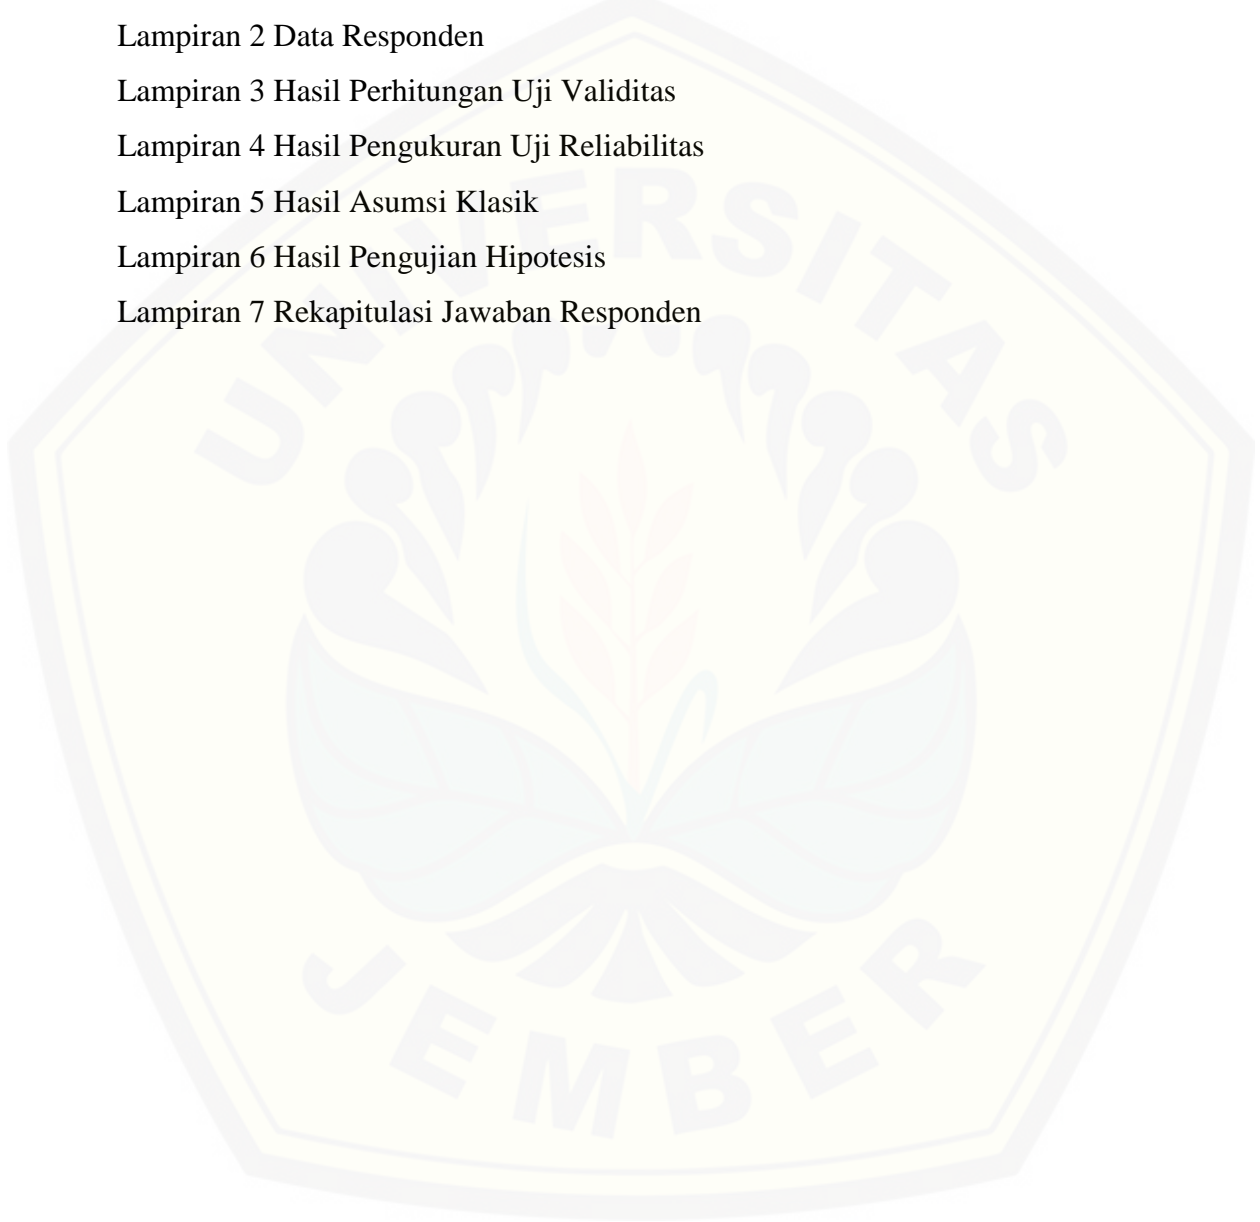 Lampiran 2 Data Responden
Lampiran 3 Hasil Perhitungan Uji Validitas
Lampiran 4 Hasil Pengukuran Uji Reliabilitas
Lampiran 5 Hasil Asumsi Klasik
Lampiran 6 Hasil Pengujian Hipotesis
Lampiran 7 Rekapitulasi Jawaban Responden
UNIVERSITAS
JEMBER